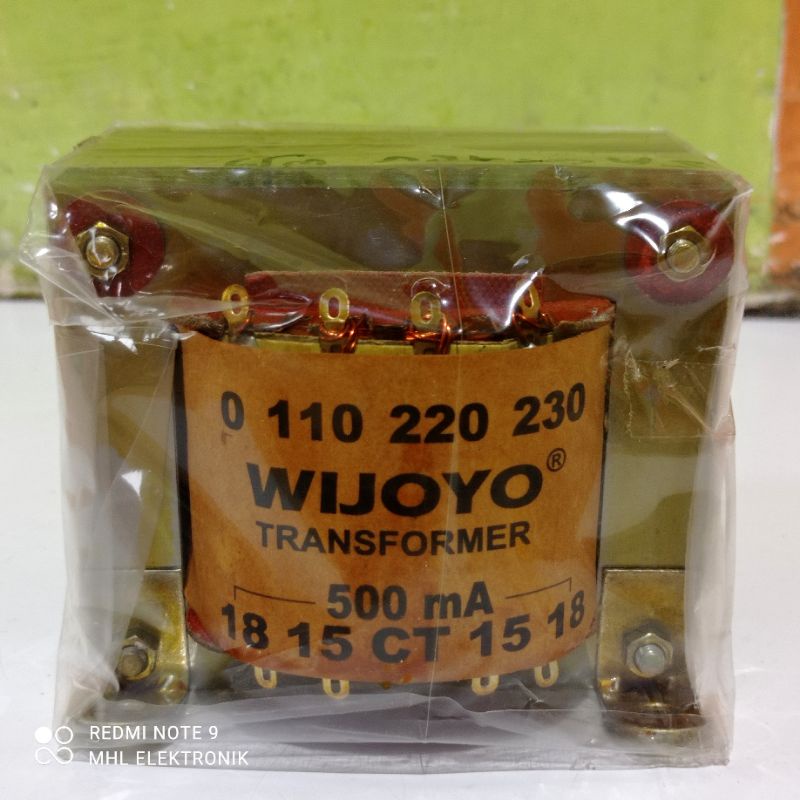 0 110 220 230
WIJOYO®
TRANSFORMER
500 mA
18 15 CT 15 18
REDMI NOTE 9
MHL ELEKTRONIK